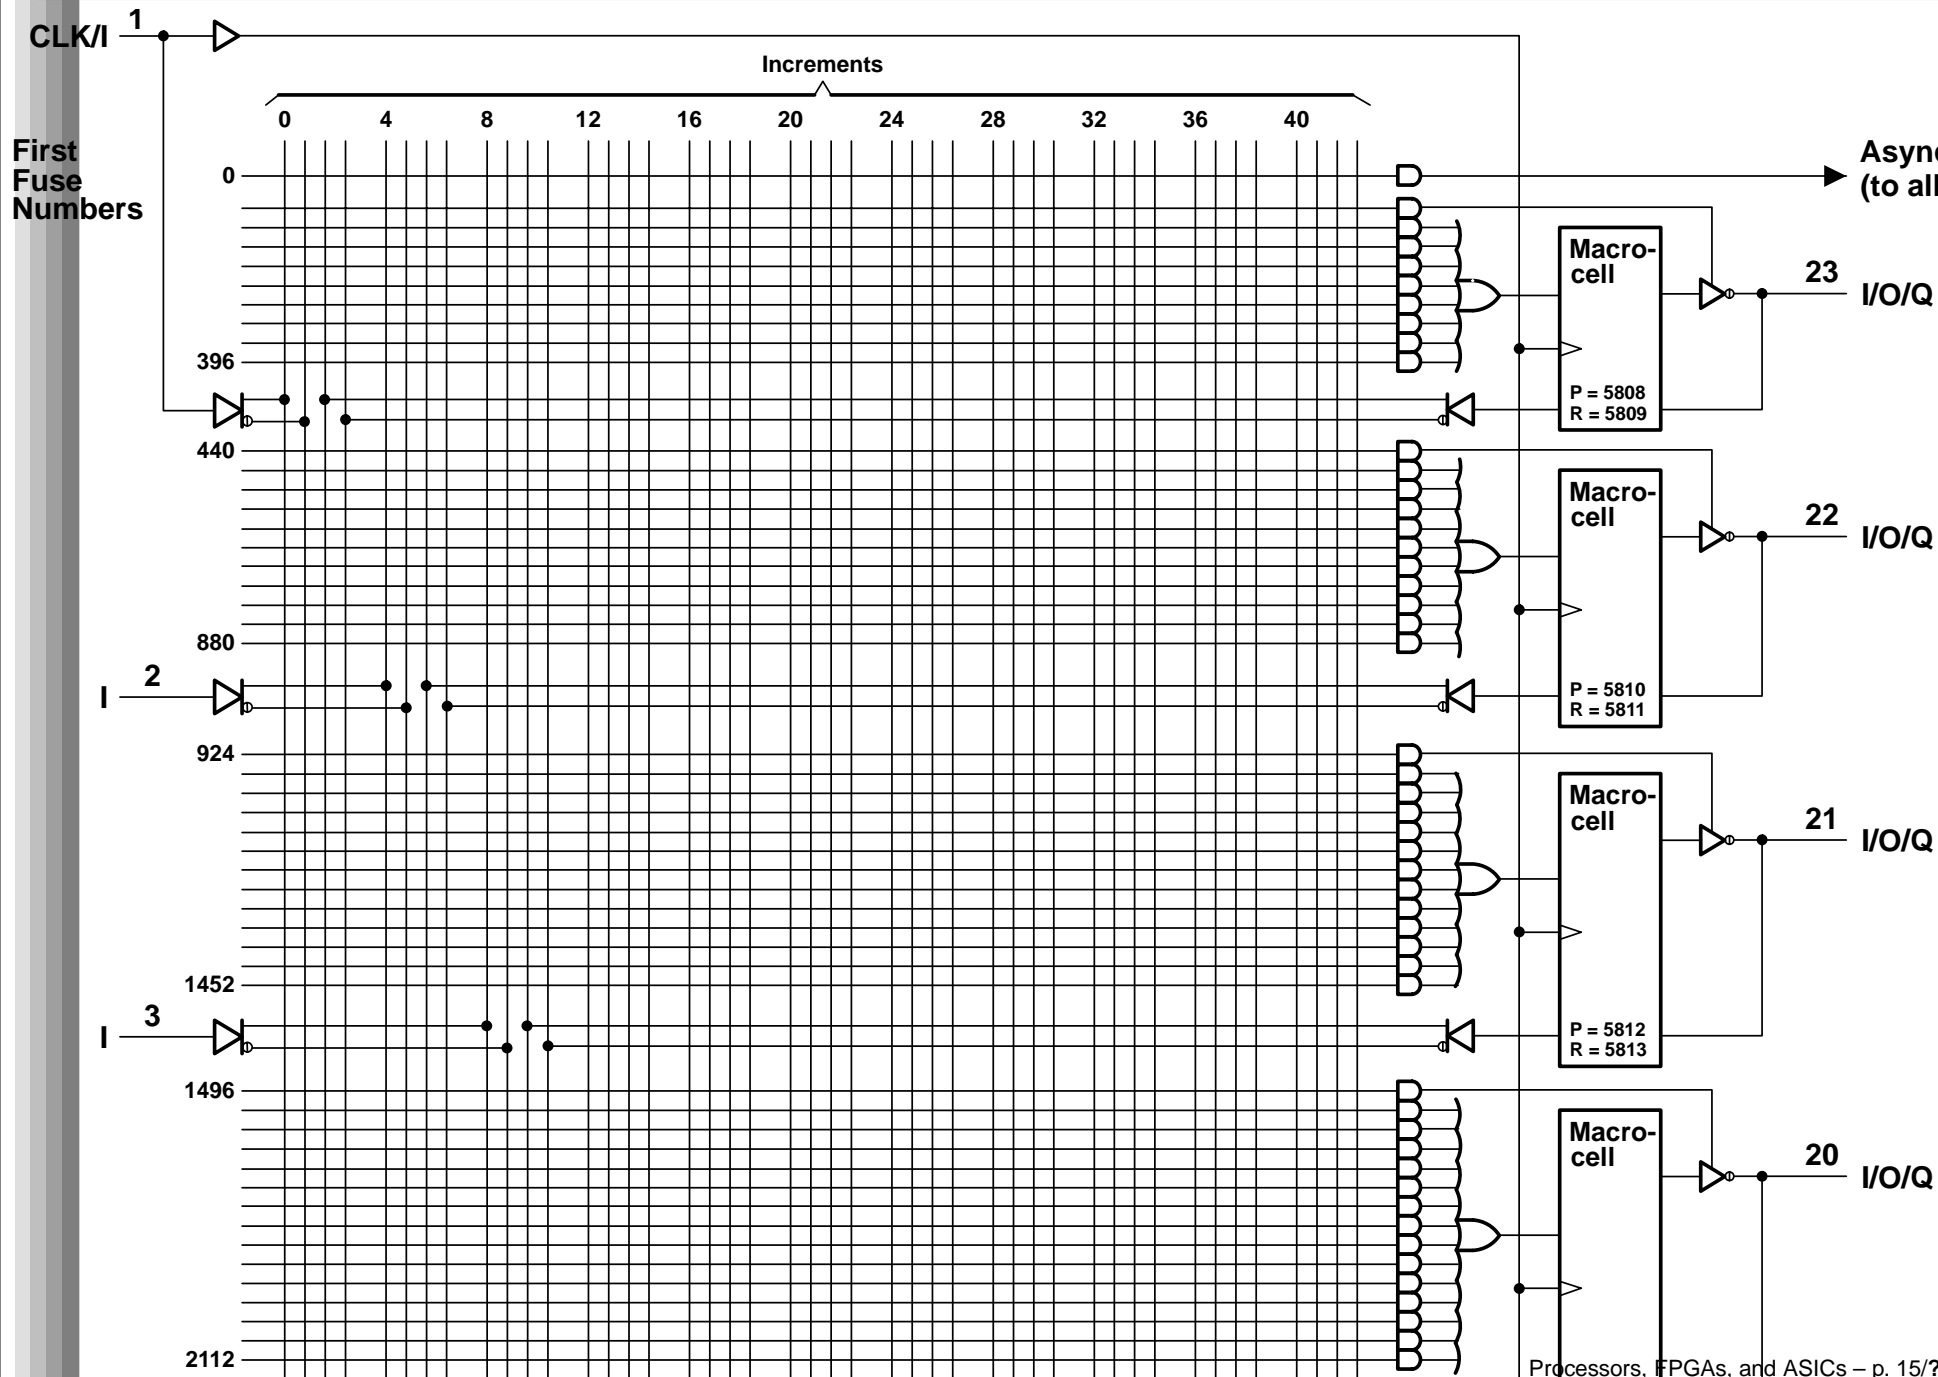 CLK/I
1
Increments
0 4 8 12 16 20 24 28 32 36 40
First
Fuse
Numbers
0
Async
(to all
Macro-
cell
23
I/O/Q
396
P = 5808
R = 5809
440
Macro-
cell
22
I/O/Q
880
I
2
P = 5810
R = 5811
924
Macro-
cell
21
I/O/Q
1452
I
3
P = 5812
R = 5813
1496
Macro-
cell
20
I/O/Q
2112
Processors, FPGAs, and ASICs – p. 15/?